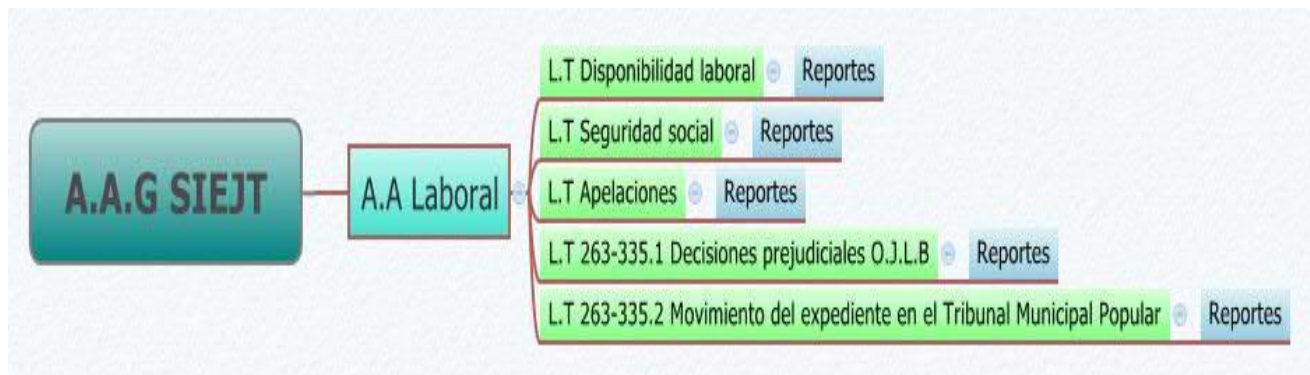 A.A.G SIEJT
A.A Laboral
L.T Disponibilidad laboral Reportes
L.T Seguridad social Reportes
L.T Apelaciones Reportes
L.T 263-335.1 Decisiones prejudiciales O.J.L.B Reportes
L.T 263-335.2 Movimiento del expediente en el Tribunal Municipal Popular Reportes